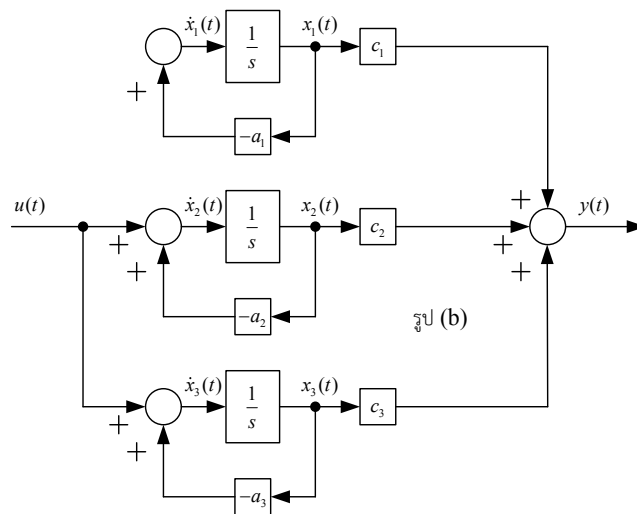 ẋ₁(t) 1/s x₁(t) c₁
+
−a₁
u(t) ẋ₂(t) 1/s x₂(t) c₂ + y(t)
+ + + +
−a₂
รูป (b)
ẋ₃(t) 1/s x₃(t) c₃
+ +
−a₃